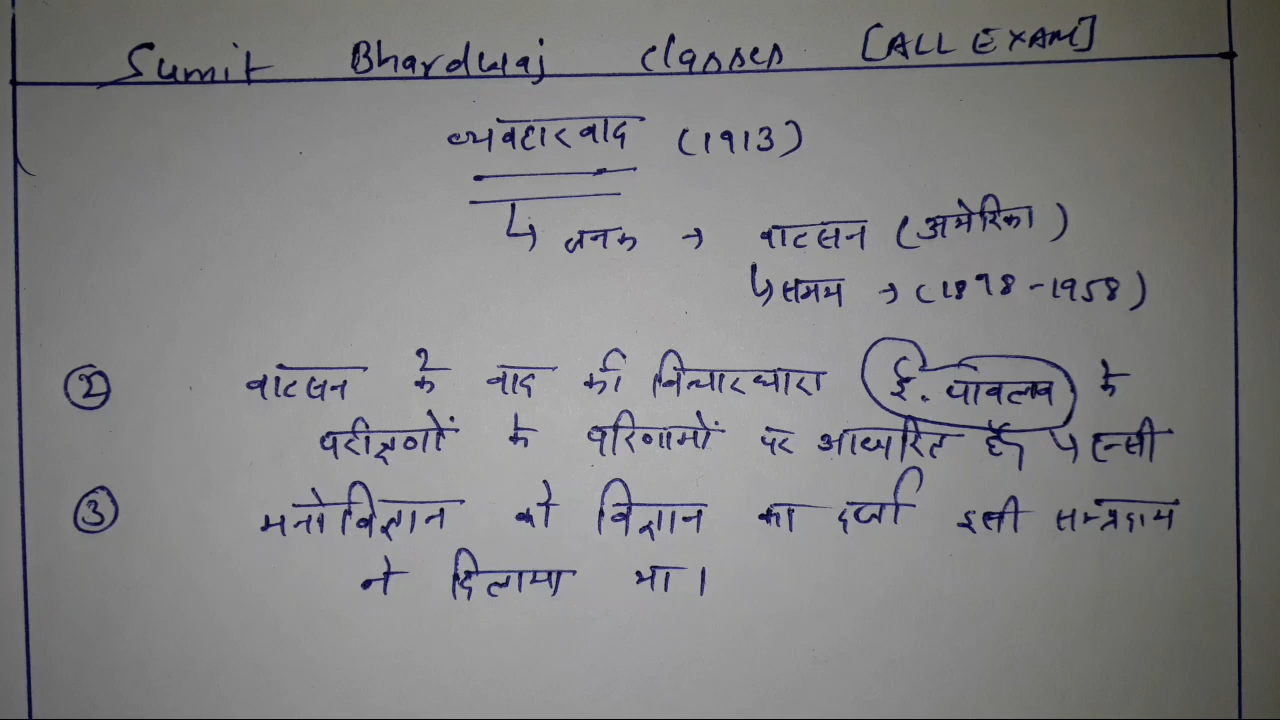 Sumit Bhardwaj Classes [ALL EXAM]
व्यवहारवाद (1913)
↳ जनक → वाटसन (अमेरिका)
↳ समय → (1878-1958)
② वाटसन के वाद की विचारधारा ई. पावलव के
परीक्षणों के परिणामों पर आधारित है। ↳ रूसी
③ मनोविज्ञान को विज्ञान का दर्जा इसी सम्प्रदाय
ने दिलाया था।